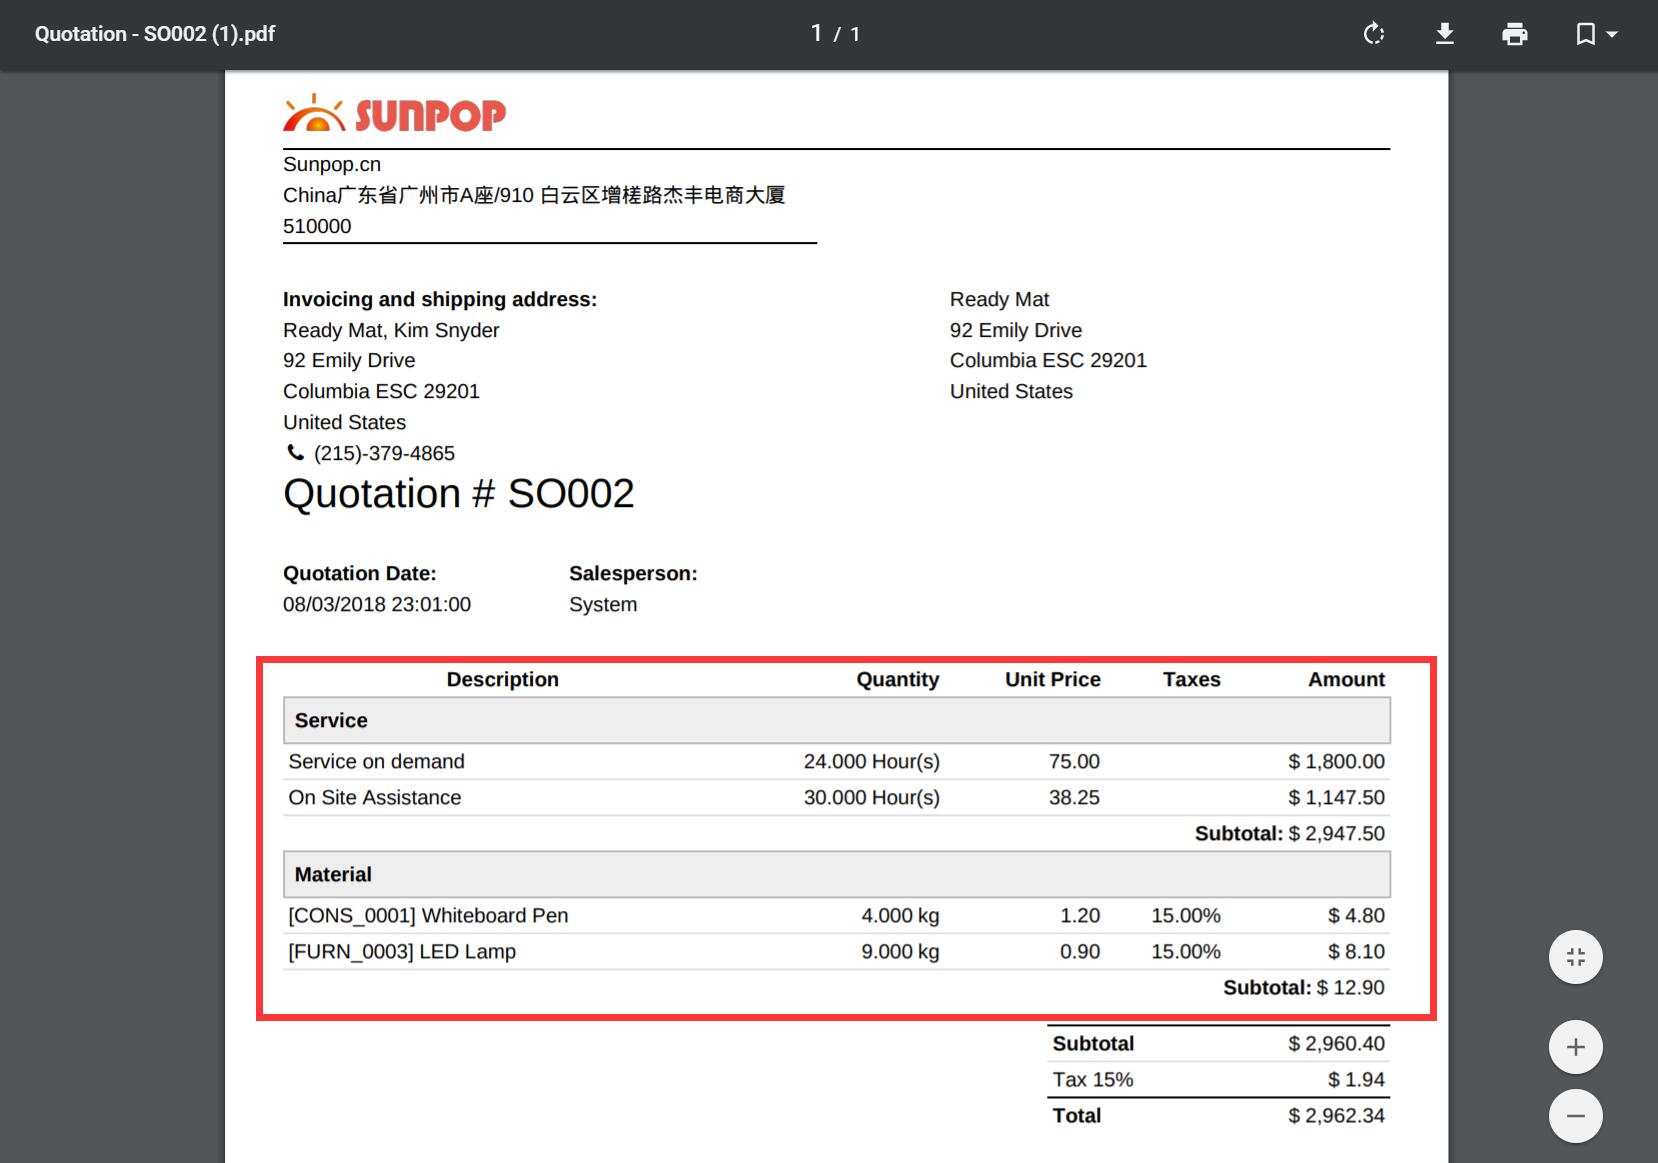 Quotation - SO002 (1).pdf 1 / 1
SUNPOP
Sunpop.cn
China广东省广州市A座/910 白云区增槎路杰丰电商大厦
510000
Invoicing and shipping address:
Ready Mat, Kim Snyder
92 Emily Drive
Columbia ESC 29201
United States
(215)-379-4865
Ready Mat
92 Emily Drive
Columbia ESC 29201
United States
Quotation # SO002
Quotation Date: Salesperson:
08/03/2018 23:01:00 System
Description Quantity Unit Price Taxes Amount
Service
Service on demand 24.000 Hour(s) 75.00 $ 1,800.00
On Site Assistance 30.000 Hour(s) 38.25 $ 1,147.50
Subtotal: $ 2,947.50
Material
[CONS_0001] Whiteboard Pen 4.000 kg 1.20 15.00% $ 4.80
[FURN_0003] LED Lamp 9.000 kg 0.90 15.00% $ 8.10
Subtotal: $ 12.90
Subtotal $ 2,960.40
Tax 15% $ 1.94
Total $ 2,962.34